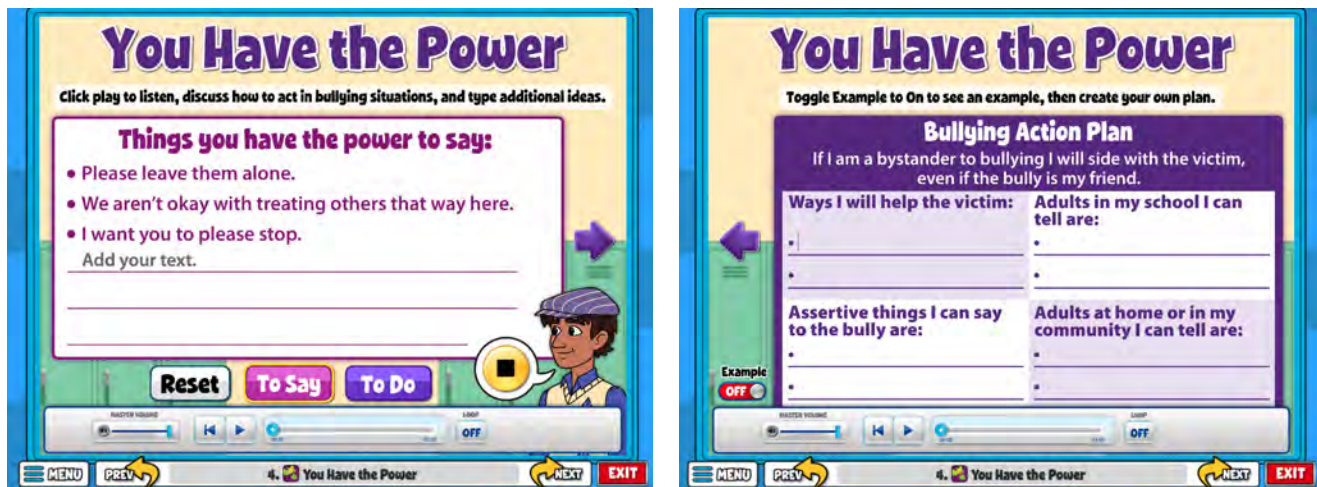 You Have the Power
Click play to listen, discuss how to act in bullying situations, and type additional ideas.
Things you have the power to say:
• Please leave them alone.
• We aren't okay with treating others that way here.
• I want you to please stop.
Add your text.
Reset
To Say
To Do
MASTER VOLUME
LOOP
OFF
MENU
PREV
4. You Have the Power
NEXT
EXIT
You Have the Power
Toggle Example to On to see an example, then create your own plan.
Bullying Action Plan
If I am a bystander to bullying I will side with the victim,
even if the bully is my friend.
Ways I will help the victim:
•
•
Adults in my school I can
tell are:
•
•
Assertive things I can say
to the bully are:
•
•
Adults at home or in my
community I can tell are:
•
•
Example
OFF
MASTER VOLUME
LOOP
OFF
MENU
PREV
4. You Have the Power
NEXT
EXIT